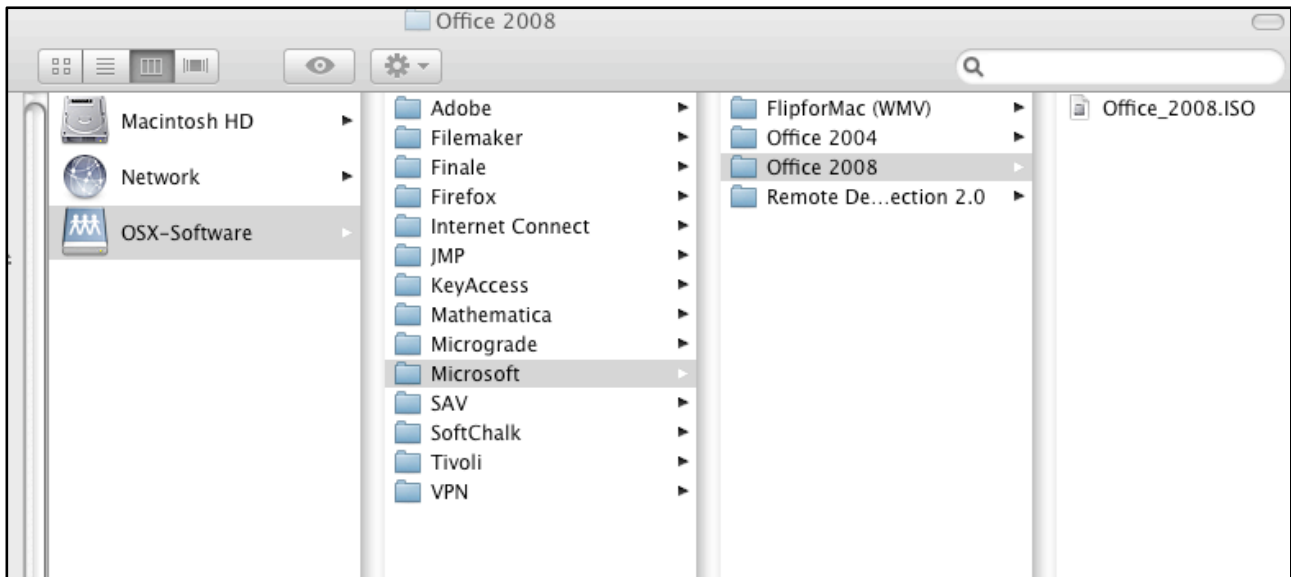 Office 2008
Macintosh HD
Network
OSX-Software
Adobe
Filemaker
Finale
Firefox
Internet Connect
JMP
KeyAccess
Mathematica
Micrograde
Microsoft
SAV
SoftChalk
Tivoli
VPN
FlipforMac (WMV)
Office 2004
Office 2008
Remote De...ection 2.0
Office_2008.ISO